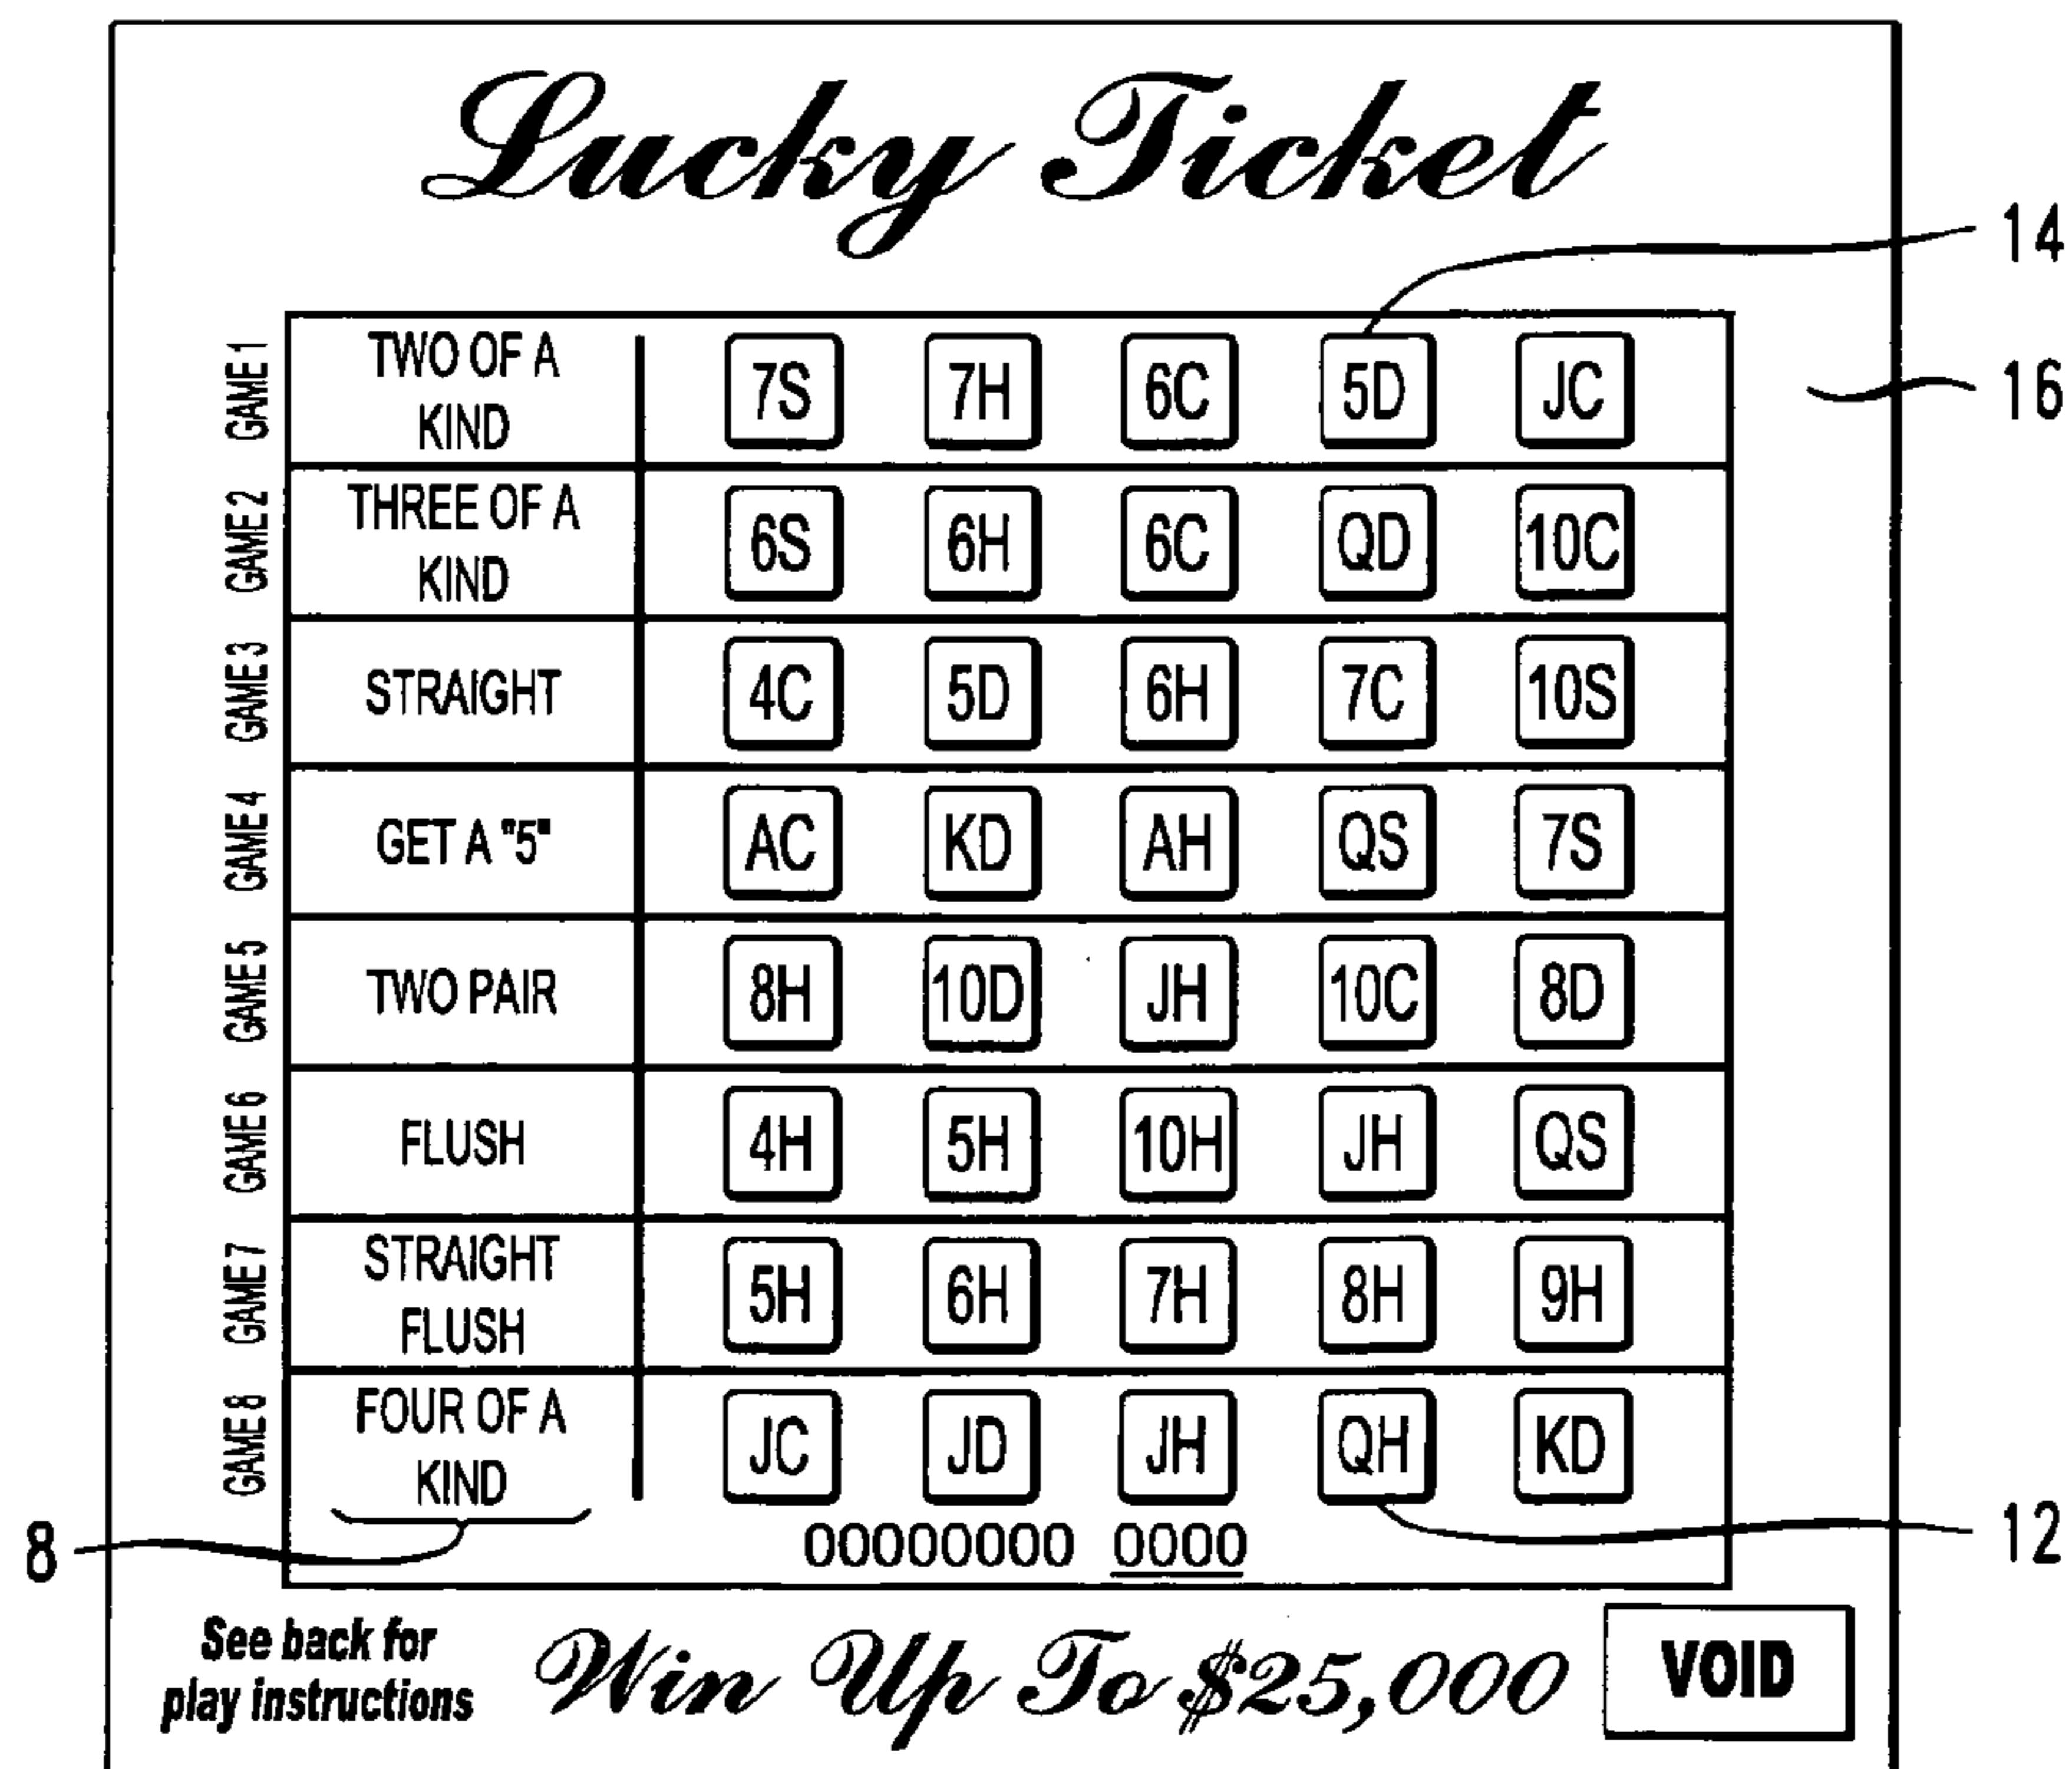 Lucky Ticket
14
16
GAME 1 TWO OF A KIND 7S 7H 6C 5D JC
GAME 2 THREE OF A KIND 6S 6H 6C QD 10C
GAME 3 STRAIGHT 4C 5D 6H 7C 10S
GAME 4 GET A "5" AC KD AH QS 7S
GAME 5 TWO PAIR 8H 10D JH 10C 8D
GAME 6 FLUSH 4H 5H 10H JH QS
GAME 7 STRAIGHT FLUSH 5H 6H 7H 8H 9H
GAME 8 FOUR OF A KIND JC JD JH QH KD
8
00000000 0000
12
See back for
play instructions
Win Up To $25,000
VOID